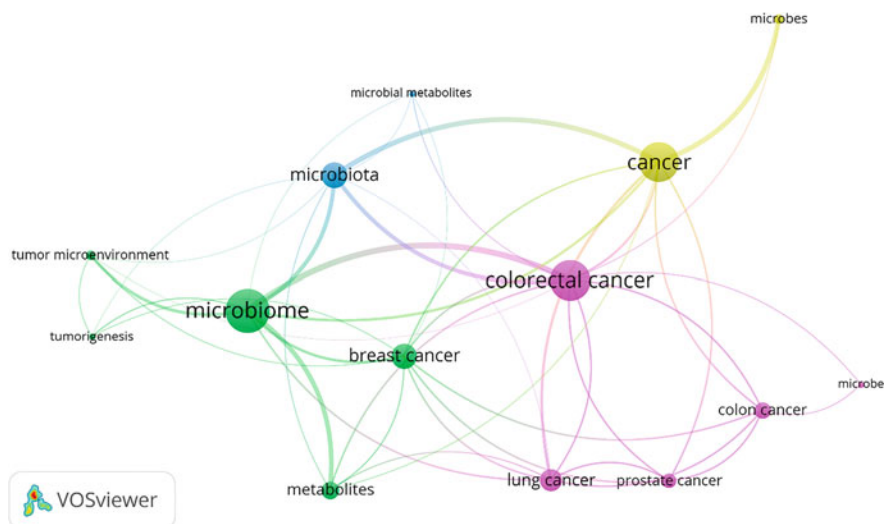 microbes
microbial metabolites
cancer
microbiota
tumor microenvironment
colorectal cancer
microbiome
tumorigenesis
breast cancer
microbe
colon cancer
lung cancer
prostate cancer
metabolites
VOSviewer